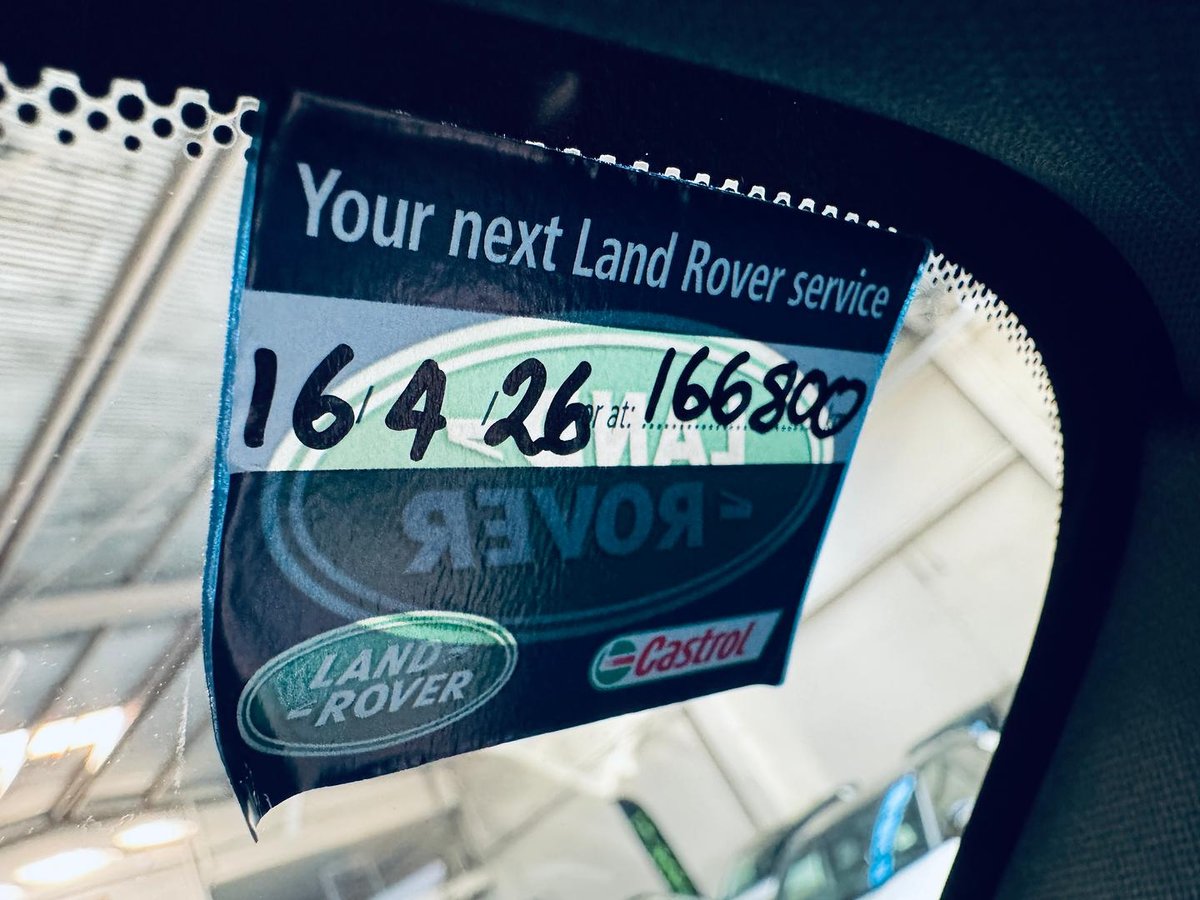 Your next Land Rover service
16/4/26 or at: 166800
LAND
ROVER
LAND-
-ROVER
Castrol